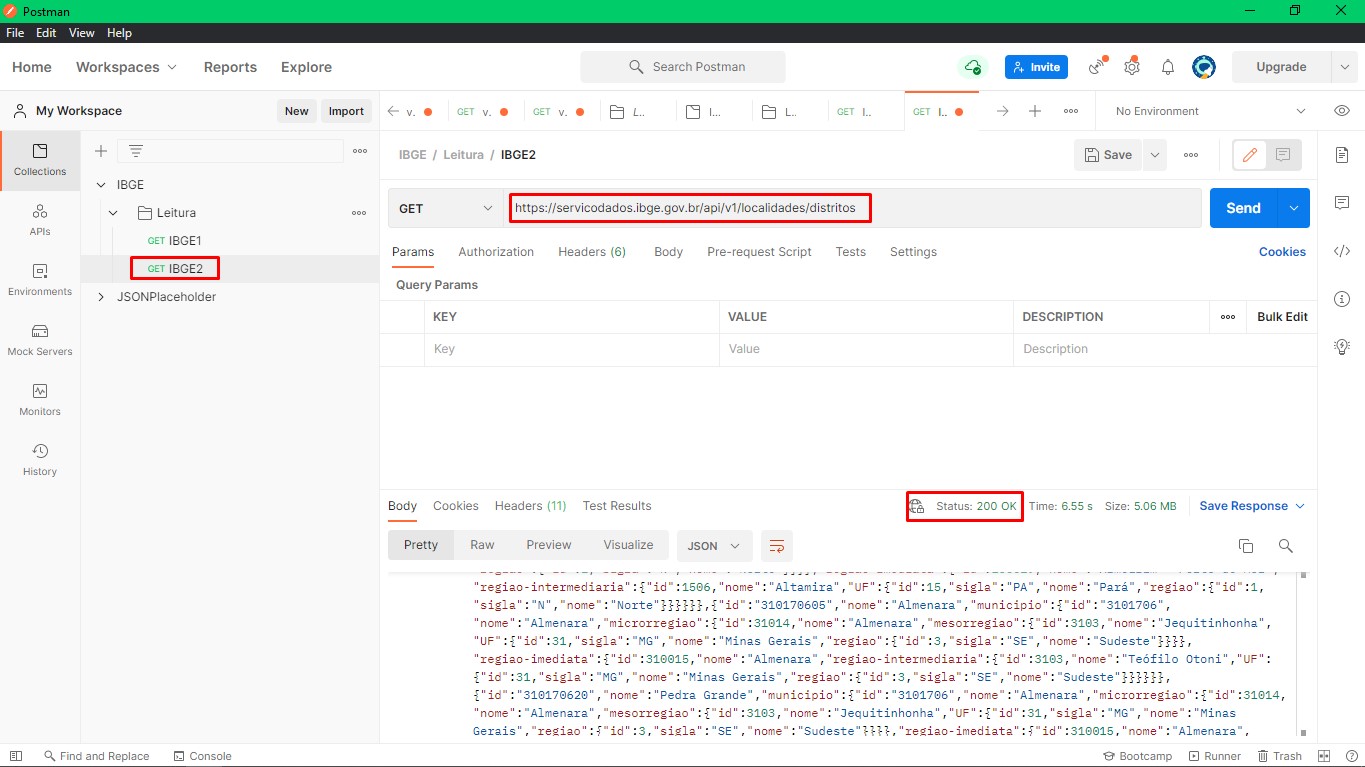 Postman
File Edit View Help
Home Workspaces Reports Explore Search Postman Invite Upgrade
My Workspace New Import v. GET v. GET v. L.. I... L.. GET I.. GET I.. No Environment
Collections
APIs
Environments
Mock Servers
Monitors
History
IBGE
Leitura
GET IBGE1
GET IBGE2
JSONPlaceholder
IBGE / Leitura / IBGE2 Save
GET https://servicodados.ibge.gov.br/api/v1/localidades/distritos Send
Params Authorization Headers (6) Body Pre-request Script Tests Settings Cookies
Query Params
KEY VALUE DESCRIPTION Bulk Edit
Key Value Description
Body Cookies Headers (11) Test Results Status: 200 OK Time: 6.55 s Size: 5.06 MB Save Response
Pretty Raw Preview Visualize JSON
"regiao-intermediaria":{"id":1506,"nome":"Altamira","UF":{"id":15,"sigla":"PA","nome":"Pará","regiao":{"id":1,
"sigla":"N","nome":"Norte"}}}}}},{"id":"310170605","nome":"Almenara","municipio":{"id":"3101706",
"nome":"Almenara","microrregiao":{"id":31014,"nome":"Almenara","mesorregiao":{"id":3103,"nome":"Jequitinhonha",
"UF":{"id":31,"sigla":"MG","nome":"Minas Gerais","regiao":{"id":3,"sigla":"SE","nome":"Sudeste"}}}},
"regiao-imediata":{"id":310015,"nome":"Almenara","regiao-intermediaria":{"id":3103,"nome":"Teófilo Otoni","UF":
{"id":31,"sigla":"MG","nome":"Minas Gerais","regiao":{"id":3,"sigla":"SE","nome":"Sudeste"}}}}}},
{"id":"310170620","nome":"Pedra Grande","municipio":{"id":"3101706","nome":"Almenara","microrregiao":{"id":31014,
"nome":"Almenara","mesorregiao":{"id":3103,"nome":"Jequitinhonha","UF":{"id":31,"sigla":"MG","nome":"Minas
Gerais","regiao":{"id":3,"sigla":"SE","nome":"Sudeste"}}}},"regiao-imediata":{"id":310015,"nome":"Almenara",
Find and Replace Console Bootcamp Runner Trash